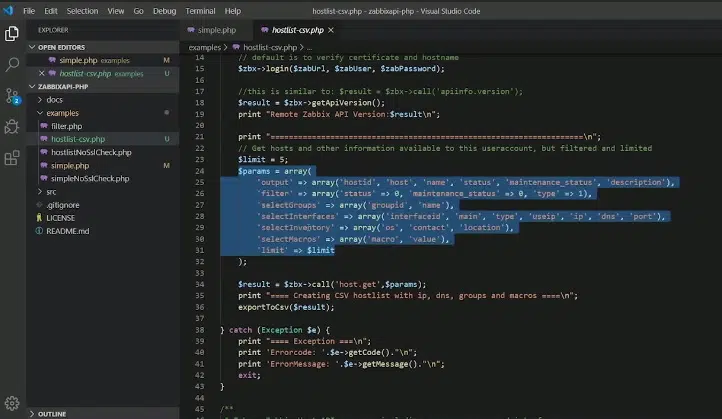 File Edit Selection View Go Debug Terminal Help hostlist-csv.php - zabbixapi-php - Visual Studio Code
EXPLORER
OPEN EDITORS
simple.php examples M
hostlist-csv.php examples U
ZABBIXAPI-PHP
docs
examples
filter.php
hostlist-csv.php U
hostlistNoSslCheck.php
simple.php M
simpleNoSslCheck.php
src
.gitignore
LICENSE
README.md
OUTLINE
2
simple.php hostlist-csv.php
examples > hostlist-csv.php > ...
14 // default is to verify certificate and hostname
15 $zbx->login($zabUrl, $zabUser, $zabPassword);
16
17 //this is similar to: $result = $zbx->call('apiinfo.version');
18 $result = $zbx->getApiVersion();
19 print "Remote Zabbix API Version:$result\n";
20
21 print "===============================================================\n";
22 // Get hosts and other information available to this useraccount, but filtered and limited
23 $limit = 5;
24 $params = array(
25 'output' => array('hostid', 'host', 'name', 'status', 'maintenance_status', 'description'),
26 'filter' => array('status' => 0, 'maintenance_status' => 0, 'type' => 1),
27 'selectGroups' => array('groupid', 'name'),
28 'selectInterfaces' => array('interfaceid', 'main', 'type', 'useip', 'ip', 'dns', 'port'),
29 'selectInventory' => array('os', 'contact', 'location'),
30 'selectMacros' => array('macro', 'value'),
31 'limit' => $limit
32 );
33
34 $result = $zbx->call('host.get',$params);
35 print "==== Creating CSV hostlist with ip, dns, groups and macros ====\n";
36 exportToCsv($result);
37
38 } catch (Exception $e) {
39 print "==== Exception ===\n";
40 print 'Errorcode: '.$e->getCode()."\n";
41 print 'ErrorMessage: '.$e->getMessage()."\n";
42 exit;
43 }
44
45 /**